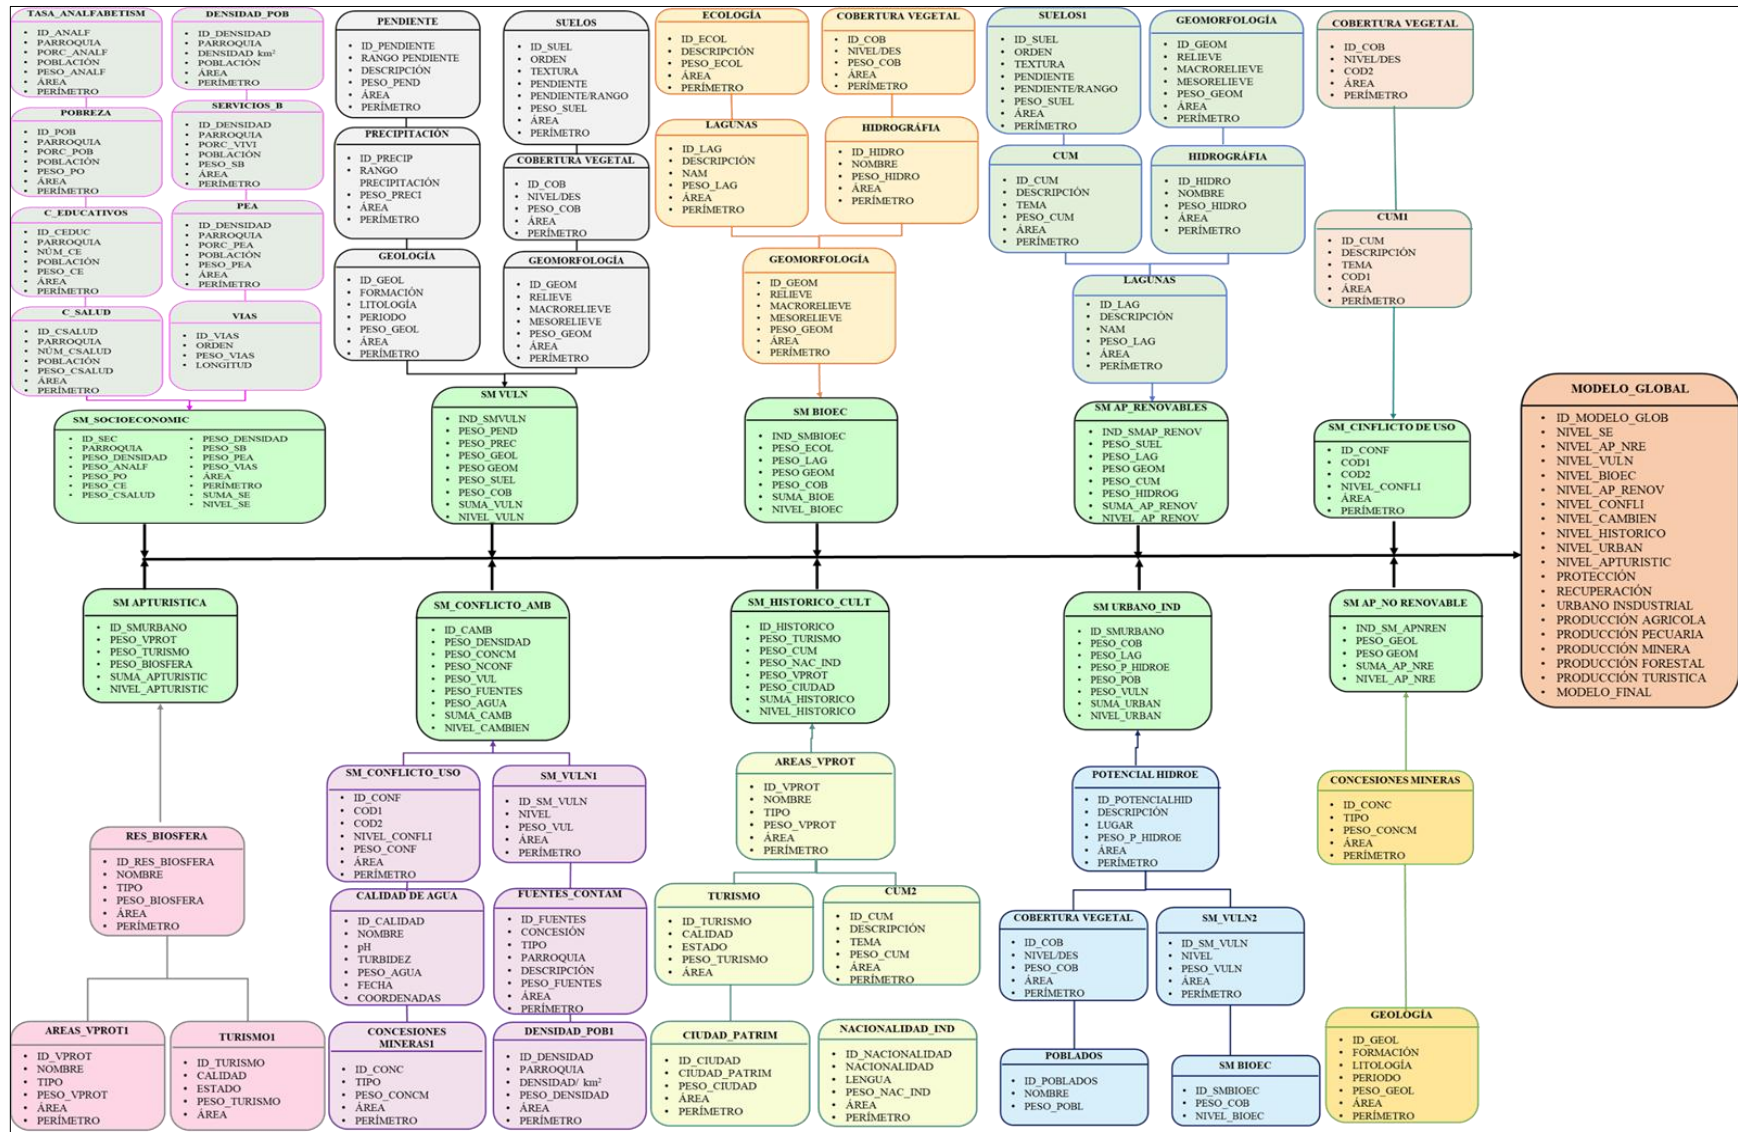 TASA_ANALFABETISM
• ID_ANALF
• PARROQUIA
• PORC_ANALF
• POBLACIÓN
• PESO_ANALF
• ÁREA
• PERÍMETRO
DENSIDAD_POB
• ID_DENSIDAD
• PARROQUIA
• DENSIDAD km²
• POBLACIÓN
• ÁREA
• PERÍMETRO
POBREZA
• ID_POB
• PARROQUIA
• PORC_POB
• POBLACIÓN
• PESO_PO
• ÁREA
• PERÍMETRO
SERVICIOS_B
• ID_DENSIDAD
• PARROQUIA
• PORC_VIVI
• POBLACIÓN
• PESO_SB
• ÁREA
• PERÍMETRO
C_EDUCATIVOS
• ID_CEDUC
• PARROQUIA
• NÚM_CE
• POBLACIÓN
• PESO_CE
• ÁREA
• PERÍMETRO
PEA
• ID_DENSIDAD
• PARROQUIA
• PORC_PEA
• POBLACIÓN
• PESO_PEA
• ÁREA
• PERÍMETRO
C_SALUD
• ID_CSALUD
• PARROQUIA
• NÚM_CSALUD
• POBLACIÓN
• PESO_CSALUD
• ÁREA
• PERÍMETRO
VIAS
• ID_VIAS
• ORDEN
• PESO_VIAS
• LONGITUD
SM_SOCIOECONOMIC
• ID_SEC
• PARROQUIA
• PESO_DENSIDAD
• PESO_ANALF
• PESO_PO
• PESO_CE
• PESO_CSALUD
• PESO_DENSIDAD
• PESO_SB
• PESO_PEA
• PESO_VIAS
• ÁREA
• PERÍMETRO
• SUMA_SE
• NIVEL_SE
PENDIENTE
• ID_PENDIENTE
• RANGO PENDIENTE
• DESCRIPCIÓN
• PESO_PEND
• ÁREA
• PERÍMETRO
SUELOS
• ID_SUEL
• ORDEN
• TEXTURA
• PENDIENTE
• PENDIENTE/RANGO
• PESO_SUEL
• ÁREA
• PERÍMETRO
PRECIPITACIÓN
• ID_PRECIP
• RANGO
PRECIPITACIÓN
• PESO_PRECI
• ÁREA
• PERÍMETRO
COBERTURA VEGETAL
• ID_COB
• NIVEL/DES
• PESO_COB
• ÁREA
• PERÍMETRO
GEOLOGÍA
• ID_GEOL
• FORMACIÓN
• LITOLOGÍA
• PERIODO
• PESO_GEOL
• ÁREA
• PERÍMETRO
GEOMORFOLOGÍA
• ID_GEOM
• RELIEVE
• MACRORELIEVE
• MESORELIEVE
• PESO_GEOM
• ÁREA
• PERÍMETRO
SM VULN
• IND_SMVULN
• PESO_PEND
• PESO_PREC
• PESO_GEOL
• PESO GEOM
• PESO_SUEL
• PESO_COB
• SUMA_VULN
• NIVEL_VULN
ECOLOGÍA
• ID_ECOL
• DESCRIPCIÓN
• PESO_ECOL
• ÁREA
• PERÍMETRO
COBERTURA VEGETAL
• ID_COB
• NIVEL/DES
• PESO_COB
• ÁREA
• PERÍMETRO
LAGUNAS
• ID_LAG
• DESCRIPCIÓN
• NAM
• PESO_LAG
• ÁREA
• PERÍMETRO
HIDROGRÁFIA
• ID_HIDRO
• NOMBRE
• PESO_HIDRO
• ÁREA
• PERÍMETRO
GEOMORFOLOGÍA
• ID_GEOM
• RELIEVE
• MACRORELIEVE
• MESORELIEVE
• PESO_GEOM
• ÁREA
• PERÍMETRO
SM BIOEC
• IND_SMBIOEC
• PESO_ECOL
• PESO_LAG
• PESO GEOM
• PESO_COB
• SUMA_BIOE
• NIVEL_BIOEC
SUELOS1
• ID_SUEL
• ORDEN
• TEXTURA
• PENDIENTE
• PENDIENTE/RANGO
• PESO_SUEL
• ÁREA
• PERÍMETRO
GEOMORFOLOGÍA
• ID_GEOM
• RELIEVE
• MACRORELIEVE
• MESORELIEVE
• PESO_GEOM
• ÁREA
• PERÍMETRO
CUM
• ID_CUM
• DESCRIPCIÓN
• TEMA
• PESO_CUM
• ÁREA
• PERÍMETRO
HIDROGRÁFIA
• ID_HIDRO
• NOMBRE
• PESO_HIDRO
• ÁREA
• PERÍMETRO
LAGUNAS
• ID_LAG
• DESCRIPCIÓN
• NAM
• PESO_LAG
• ÁREA
• PERÍMETRO
SM AP_RENOVABLES
• IND_SMAP_RENOV
• PESO_SUEL
• PESO_LAG
• PESO GEOM
• PESO_CUM
• PESO_HIDROG
• SUMA_AP_RENOV
• NIVEL_AP_RENOV
COBERTURA VEGETAL
• ID_COB
• NIVEL/DES
• COD2
• ÁREA
• PERÍMETRO
CUM1
• ID_CUM
• DESCRIPCIÓN
• TEMA
• COD1
• ÁREA
• PERÍMETRO
SM_CINFLICTO DE USO
• ID_CONF
• COD1
• COD2
• NIVEL_CONFLI
• ÁREA
• PERÍMETRO
MODELO_GLOBAL
• ID_MODELO_GLOB
• NIVEL_SE
• NIVEL_AP_NRE
• NIVEL_VULN
• NIVEL_BIOEC
• NIVEL_AP_RENOV
• NIVEL_CONFLI
• NIVEL_CAMBIEN
• NIVEL_HISTORICO
• NIVEL_URBAN
• NIVEL_APTURISTIC
• PROTECCIÓN
• RECUPERACIÓN
• URBANO INSDUSTRIAL
• PRODUCCIÓN AGRICOLA
• PRODUCCIÓN PECUARIA
• PRODUCCIÓN MINERA
• PRODUCCIÓN FORESTAL
• PRODUCCIÓN TURISTICA
• MODELO_FINAL
SM APTURISTICA
• ID_SMURBANO
• PESO_VPROT
• PESO_TURISMO
• PESO_BIOSFERA
• SUMA_APTURISTIC
• NIVEL_APTURISTIC
RES_BIOSFERA
• ID_RES_BIOSFERA
• NOMBRE
• TIPO
• PESO_BIOSFERA
• ÁREA
• PERÍMETRO
AREAS_VPROT1
• ID_VPROT
• NOMBRE
• TIPO
• PESO_VPROT
• ÁREA
• PERÍMETRO
TURISMO1
• ID_TURISMO
• CALIDAD
• ESTADO
• PESO_TURISMO
• ÁREA
SM_CONFLICTO_AMB
• ID_CAMB
• PESO_DENSIDAD
• PESO_CONCM
• PESO_NCONF
• PESO_VUL
• PESO_FUENTES
• PESO_AGUA
• SUMA_CAMB
• NIVEL_CAMBIEN
SM_CONFLICTO_USO
• ID_CONF
• COD1
• COD2
• NIVEL_CONFLI
• PESO_CONF
• ÁREA
• PERÍMETRO
SM_VULN1
• ID_SM_VULN
• NIVEL
• PESO_VUL
• ÁREA
• PERÍMETRO
CALIDAD DE AGUA
• ID_CALIDAD
• NOMBRE
• pH
• TURBIDEZ
• PESO_AGUA
• FECHA
• COORDENADAS
FUENTES_CONTAM
• ID_FUENTES
• CONCESIÓN
• TIPO
• PARROQUIA
• DESCRIPCIÓN
• PESO_FUENTES
• ÁREA
• PERÍMETRO
CONCESIONES
MINERAS1
• ID_CONC
• TIPO
• PESO_CONCM
• ÁREA
• PERÍMETRO
DENSIDAD_POB1
• ID_DENSIDAD
• PARROQUIA
• DENSIDAD/ km²
• PESO_DENSIDAD
• ÁREA
• PERÍMETRO
SM_HISTORICO_CULT
• ID_HISTORICO
• PESO_TURISMO
• PESO_CUM
• PESO_NAC_IND
• PESO_VPROT
• PESO_CIUDAD
• SUMA_HISTORICO
• NIVEL_HISTORICO
AREAS_VPROT
• ID_VPROT
• NOMBRE
• TIPO
• PESO_VPROT
• ÁREA
• PERÍMETRO
TURISMO
• ID_TURISMO
• CALIDAD
• ESTADO
• PESO_TURISMO
• ÁREA
CUM2
• ID_CUM
• DESCRIPCIÓN
• TEMA
• PESO_CUM
• ÁREA
• PERÍMETRO
CIUDAD_PATRIM
• ID_CIUDAD
• CIUDAD_PATRIM
• PESO_CIUDAD
• ÁREA
• PERÍMETRO
NACIONALIDAD_IND
• ID_NACIONALIDAD
• NACIONALIDAD
• LENGUA
• PESO_NAC_IND
• ÁREA
• PERÍMETRO
SM URBANO_IND
• ID_SMURBANO
• PESO_COB
• PESO_LAG
• PESO_P_HIDROE
• PESO_POB
• PESO_VULN
• SUMA_URBAN
• NIVEL_URBAN
POTENCIAL HIDROE
• ID_POTENCIALHID
• DESCRIPCIÓN
• LUGAR
• PESO_P_HIDROE
• ÁREA
• PERÍMETRO
COBERTURA VEGETAL
• ID_COB
• NIVEL/DES
• PESO_COB
• ÁREA
• PERÍMETRO
SM_VULN2
• ID_SM_VULN
• NIVEL
• PESO_VULN
• ÁREA
• PERÍMETRO
POBLADOS
• ID_POBLADOS
• NOMBRE
• PESO_POBL
SM BIOEC
• ID_SMBIOEC
• PESO_COB
• NIVEL_BIOEC
SM AP_NO RENOVABLE
• IND_SM_APNREN
• PESO_GEOL
• PESO GEOM
• SUMA_AP_NRE
• NIVEL_AP_NRE
CONCESIONES MINERAS
• ID_CONC
• TIPO
• PESO_CONCM
• ÁREA
• PERÍMETRO
GEOLOGÍA
• ID_GEOL
• FORMACIÓN
• LITOLOGÍA
• PERIODO
• PESO_GEOL
• ÁREA
• PERÍMETRO